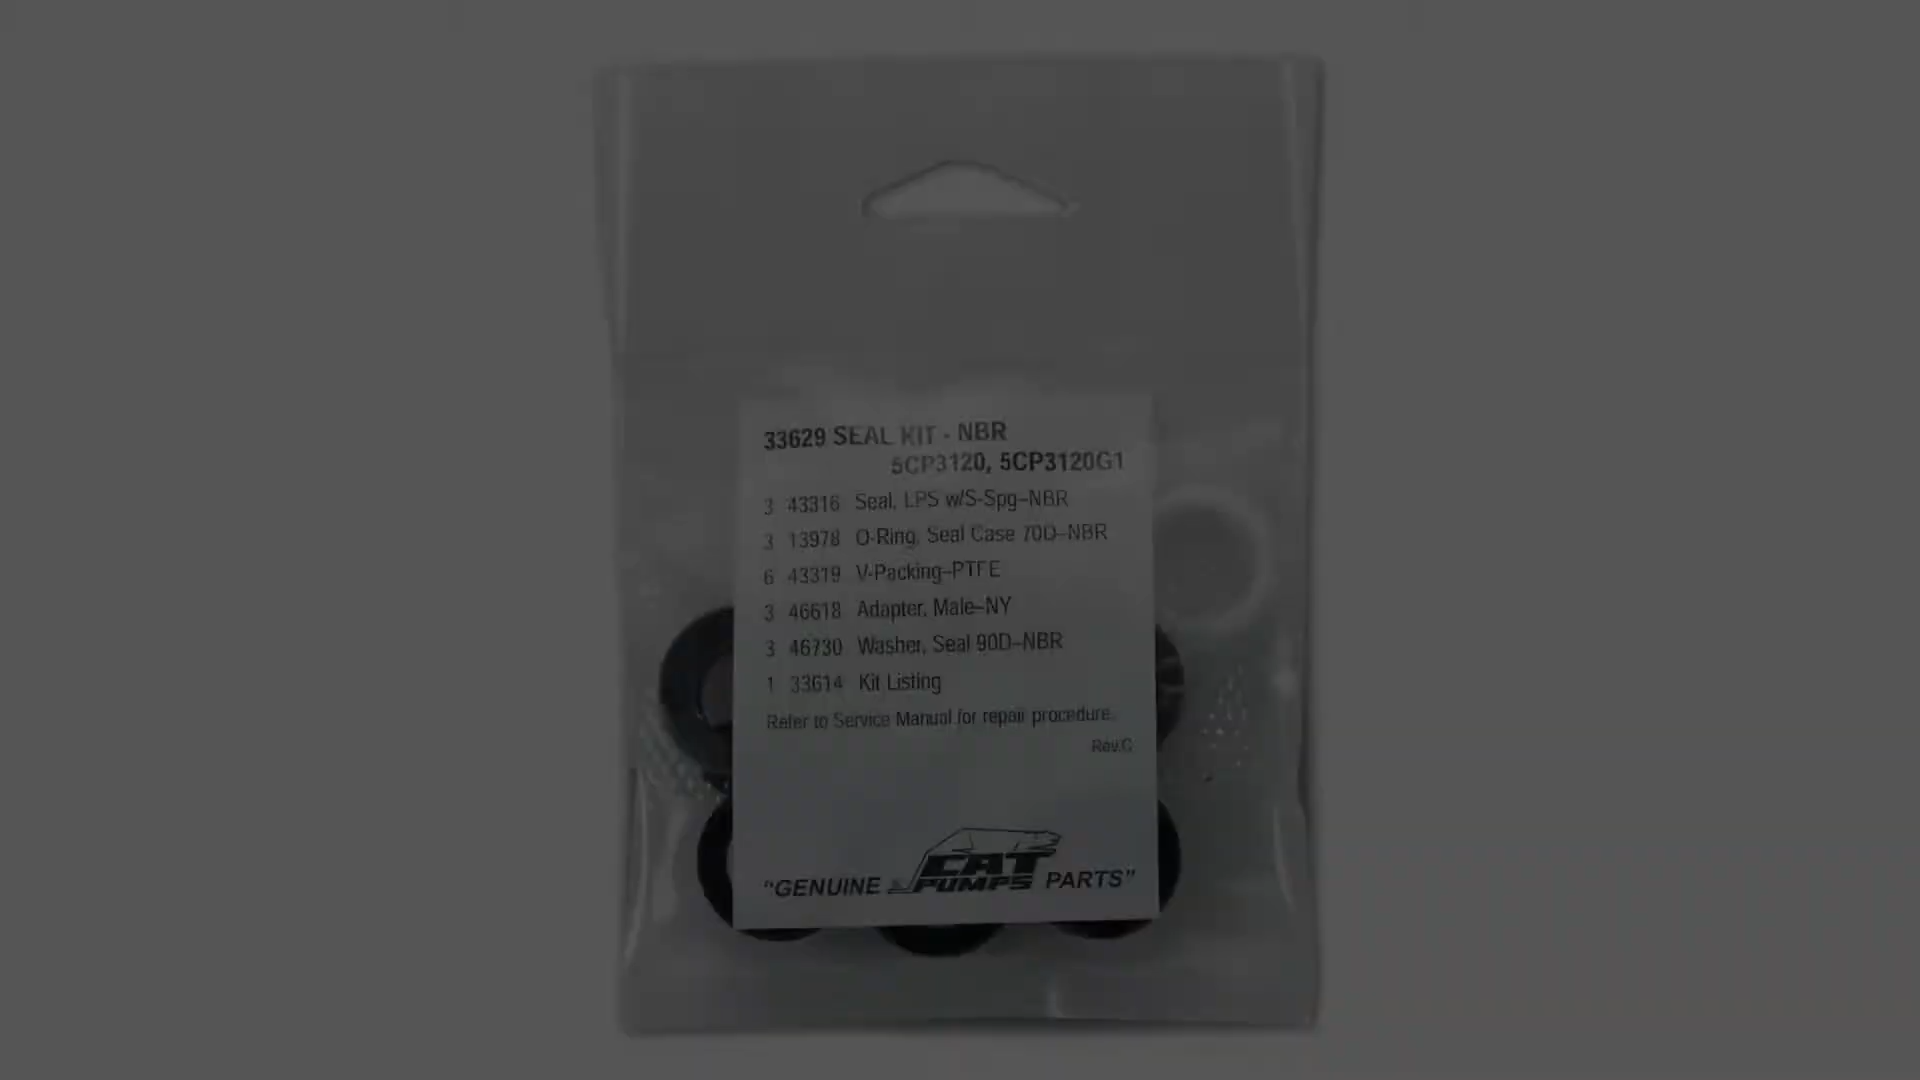 33629 SEAL KIT - NBR
5CP3120, 5CP3120G1
3 43316 Seal, LPS w/S-Spg–NBR
3 13978 O-Ring, Seal Case 70D–NBR
6 43319 V-Packing–PTFE
3 46618 Adapter, Male–NY
3 46730 Washer, Seal 90D–NBR
1 33614 Kit Listing
Refer to Service Manual for repair procedure.
Rev.C
"GENUINE CAT PUMPS PARTS"